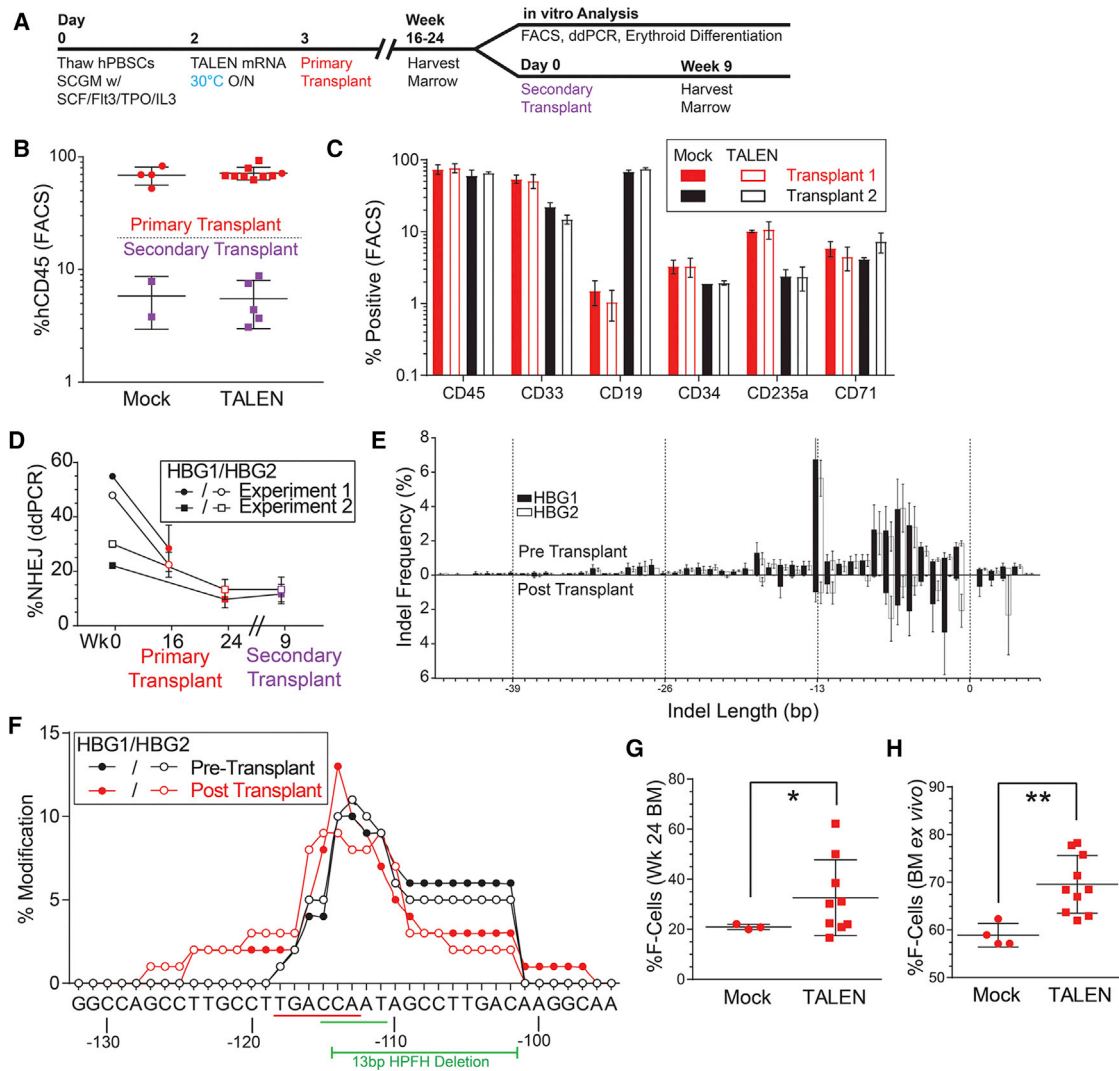 A
Day
0
2
3
Week
16-24
in vitro Analysis
FACS, ddPCR, Erythroid Differentiation
Thaw hPBSCs
SCGM w/
SCF/Flt3/TPO/IL3
TALEN mRNA
30°C O/N
Primary
Transplant
Harvest
Marrow
Day 0
Week 9
Secondary
Transplant
Harvest
Marrow
B
%hCD45 (FACS)
100
10
1
Primary Transplant
Secondary Transplant
Mock
TALEN
C
% Positive (FACS)
100
10
1
0.1
Mock TALEN
Transplant 1
Transplant 2
CD45 CD33 CD19 CD34 CD235a CD71
D
%NHEJ (ddPCR)
60
40
20
0
HBG1/HBG2
/ Experiment 1
/ Experiment 2
Wk0 16 24 // 9
Primary
Transplant
Secondary
Transplant
E
Indel Frequency (%)
8
6
4
2
0
2
4
6
HBG1
HBG2
Pre Transplant
Post Transplant
-39 -26 -13 0
Indel Length (bp)
F
% Modification
15
10
5
0
HBG1/HBG2
/ Pre-Transplant
/ Post Transplant
GGCCAGCCTTGCCTTGACCAATAGCCTTGACAAGGCAA
-130 -120 -110 -100
13bp HPFH Deletion
G
%F-Cells (Wk 24 BM)
80
60
40
20
0
*
Mock TALEN
H
%F-Cells (BM ex vivo)
90
80
70
60
50
**
Mock TALEN